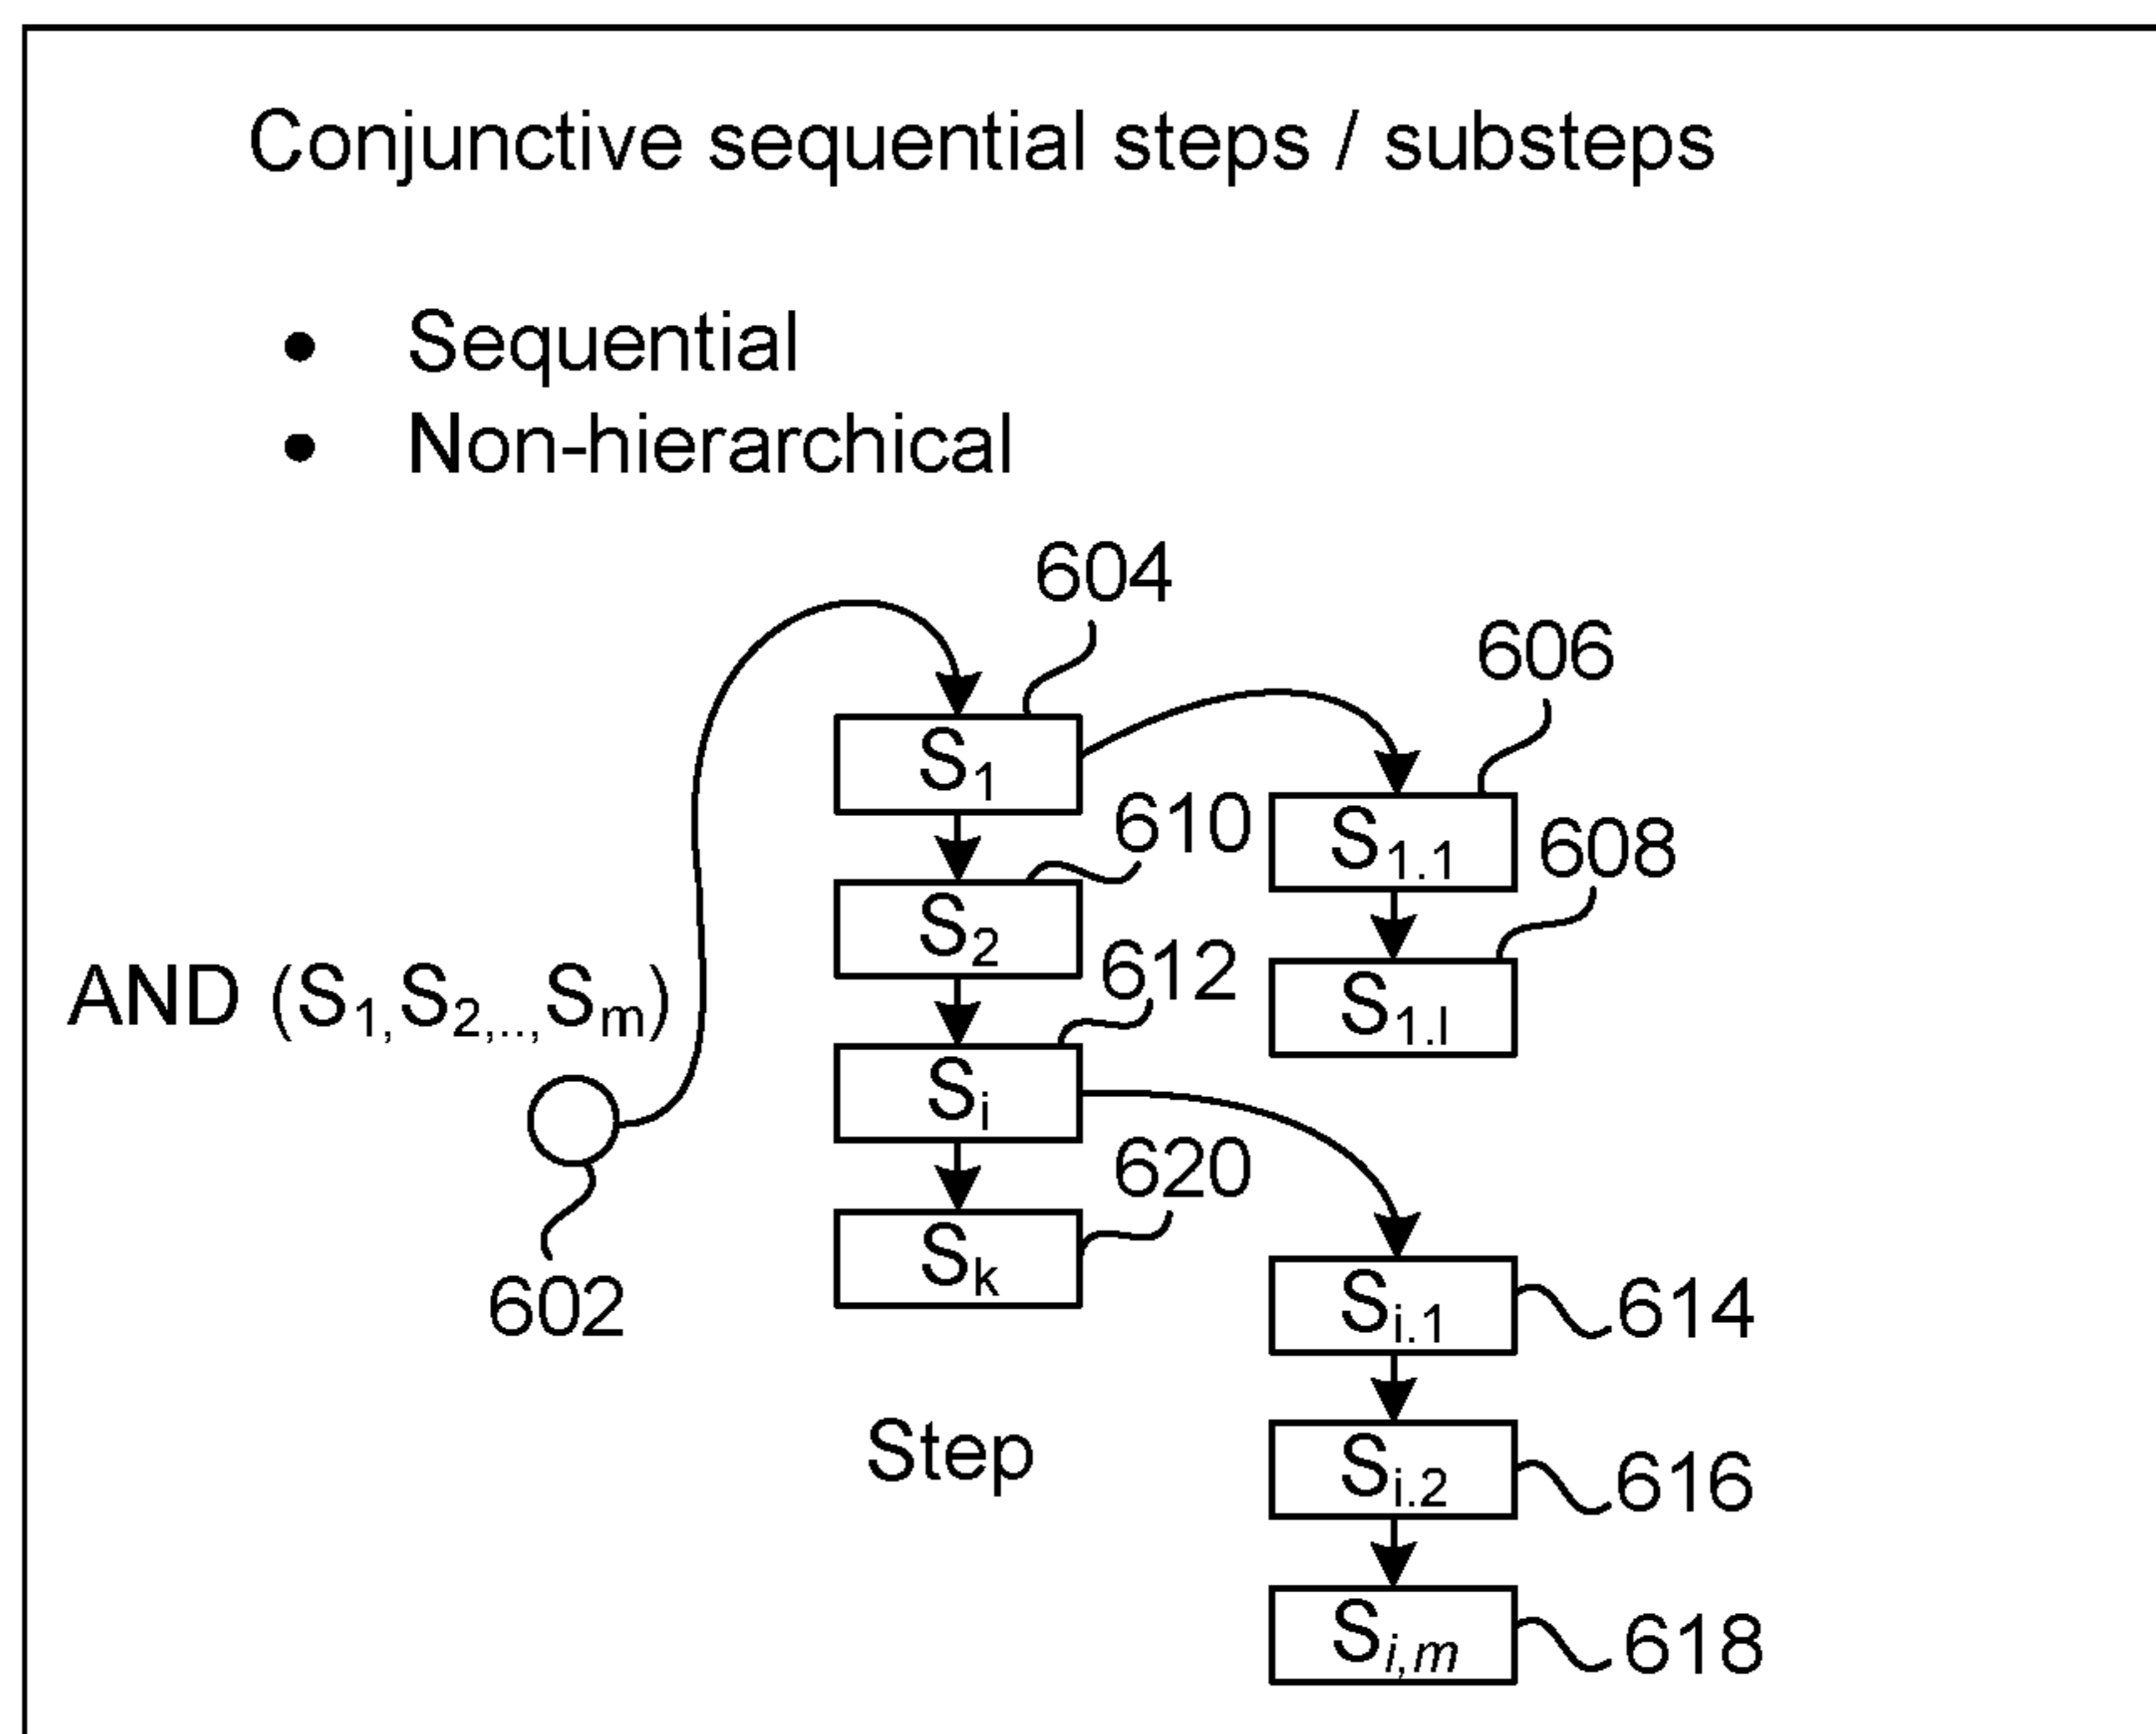 Conjunctive sequential steps / substeps
• Sequential
• Non-hierarchical
604
606
S1
610
S1.1
608
S2
612
S1.l
AND (S1,S2,..,Sm)
Si
620
Sk
602
Si.1
614
Step
Si.2
616
Si,m
618